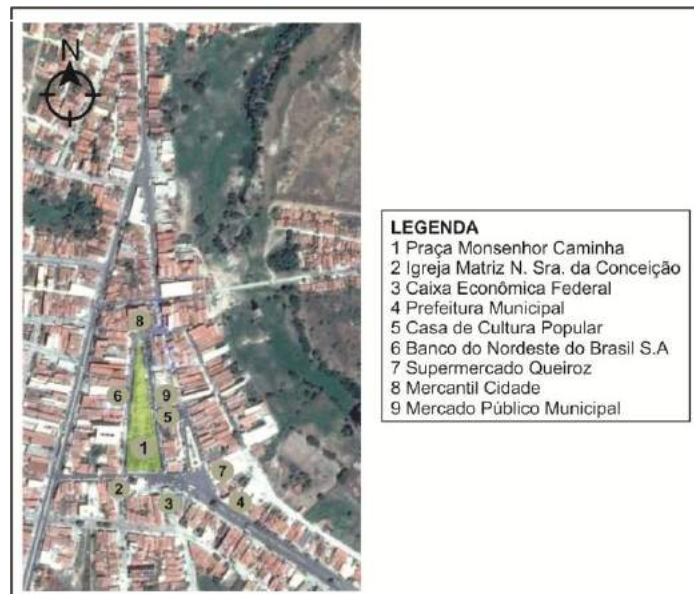 N
8
6
9
5
1
7
2
3
4
LEGENDA
1 Praça Monsenhor Caminha
2 Igreja Matriz N. Sra. da Conceição
3 Caixa Econômica Federal
4 Prefeitura Municipal
5 Casa de Cultura Popular
6 Banco do Nordeste do Brasil S.A
7 Supermercado Queiroz
8 Mercantil Cidade
9 Mercado Público Municipal